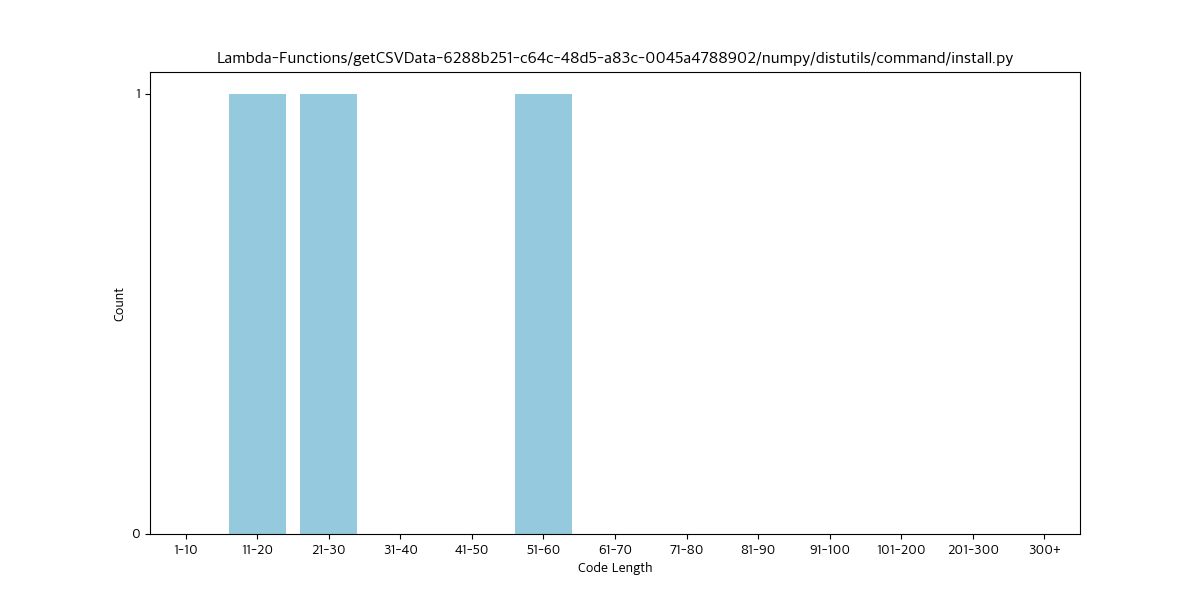 Lambda-Functions/getCSVData-6288b251-c64c-48d5-a83c-0045a4788902/numpy/distutils/command/install.py
1
Count
0
1-10 11-20 21-30 31-40 41-50 51-60 61-70 71-80 81-90 91-100 101-200 201-300 300+
Code Length